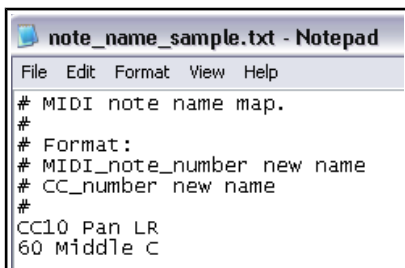 note_name_sample.txt - Notepad
File Edit Format View Help
# MIDI note name map.
#
# Format:
# MIDI_note_number new name
# CC_number new name
#
CC10 Pan LR
60 Middle C